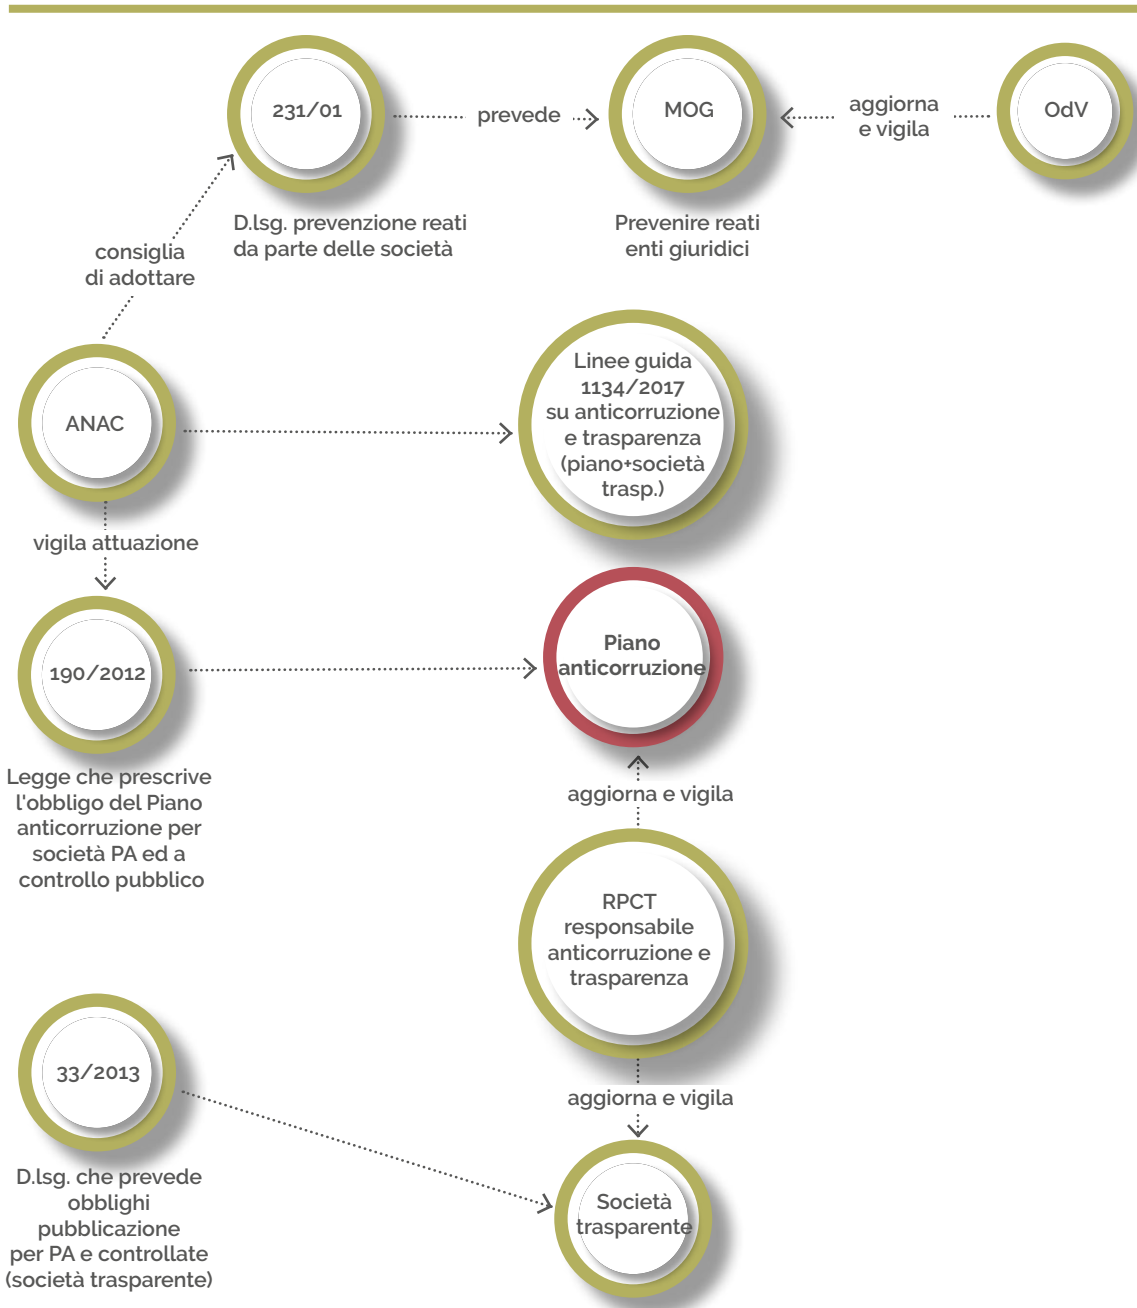 231/01
prevede
MOG
aggiorna
e vigila
OdV
D.lsg. prevenzione reati
da parte delle società
Prevenire reati
enti giuridici
consiglia
di adottare
ANAC
Linee guida
1134/2017
su anticorruzione
e trasparenza
(piano+società
trasp.)
vigila attuazione
190/2012
Piano
anticorruzione
Legge che prescrive
l'obbligo del Piano
anticorruzione per
società PA ed a
controllo pubblico
aggiorna e vigila
RPCT
responsabile
anticorruzione e
trasparenza
33/2013
aggiorna e vigila
D.lsg. che prevede
obblighi
pubblicazione
per PA e controllate
(società trasparente)
Società
trasparente